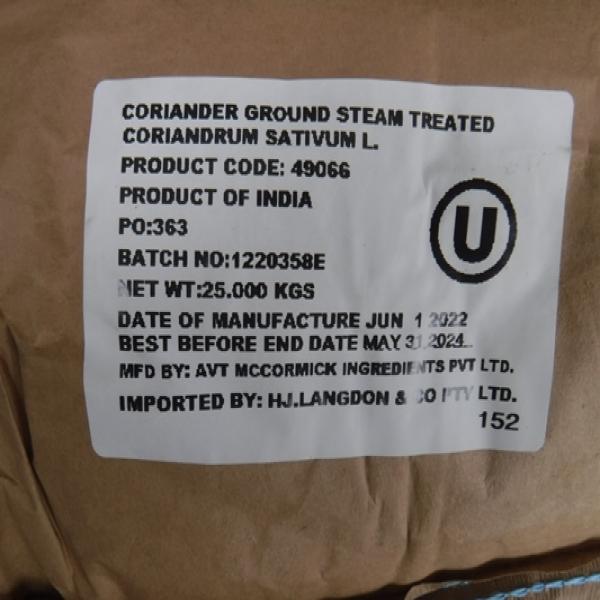 CORIANDER GROUND STEAM TREATED
CORIANDRUM SATIVUM L.
PRODUCT CODE: 49066
PRODUCT OF INDIA
PO:363
U
BATCH NO:1220358E
NET WT:25.000 KGS
DATE OF MANUFACTURE JUN 1 2022
BEST BEFORE END DATE MAY 31 2024
MFD BY: AVT MCCORMICK INGREDIENTS PVT LTD.
IMPORTED BY: HJ.LANGDON & CO PTY LTD.
152